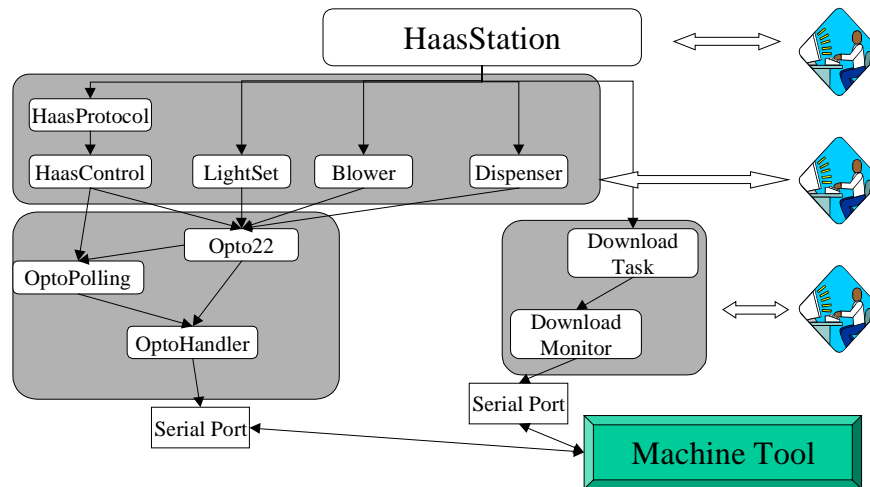 HaasStation
HaasProtocol
HaasControl
LightSet
Blower
Dispenser
Opto22
OptoPolling
OptoHandler
Download
Task
Download
Monitor
Serial Port
Serial Port
Machine Tool